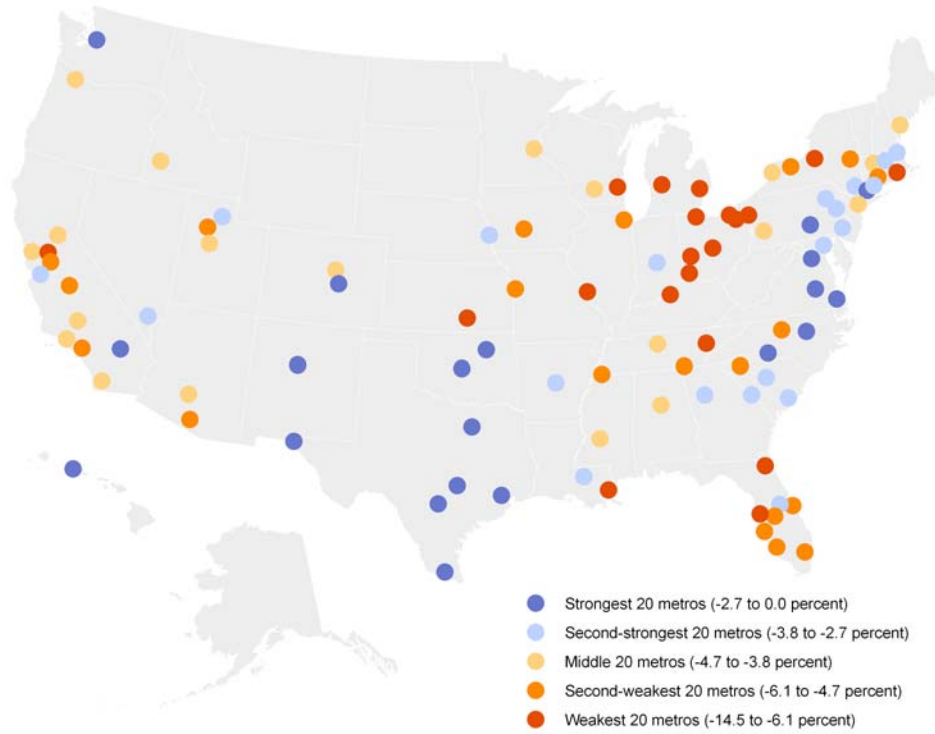 Strongest 20 metros (-2.7 to 0.0 percent)
Second-strongest 20 metros (-3.8 to -2.7 percent)
Middle 20 metros (-4.7 to -3.8 percent)
Second-weakest 20 metros (-6.1 to -4.7 percent)
Weakest 20 metros (-14.5 to -6.1 percent)